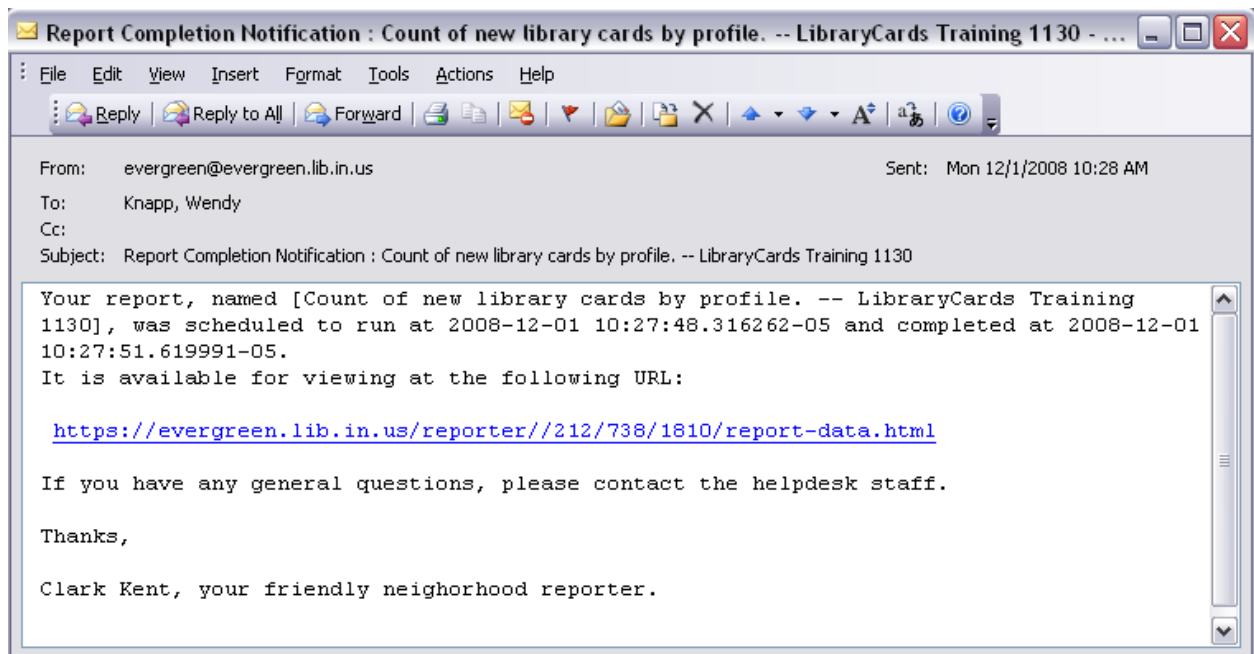 Report Completion Notification : Count of new library cards by profile. -- LibraryCards Training 1130 - ...
File Edit View Insert Format Tools Actions Help
Reply Reply to All Forward
From: evergreen@evergreen.lib.in.us Sent: Mon 12/1/2008 10:28 AM
To: Knapp, Wendy
Cc:
Subject: Report Completion Notification : Count of new library cards by profile. -- LibraryCards Training 1130
Your report, named [Count of new library cards by profile. -- LibraryCards Training
1130], was scheduled to run at 2008-12-01 10:27:48.316262-05 and completed at 2008-12-01
10:27:51.619991-05.
It is available for viewing at the following URL:
https://evergreen.lib.in.us/reporter//212/738/1810/report-data.html
If you have any general questions, please contact the helpdesk staff.
Thanks,
Clark Kent, your friendly neighorhood reporter.